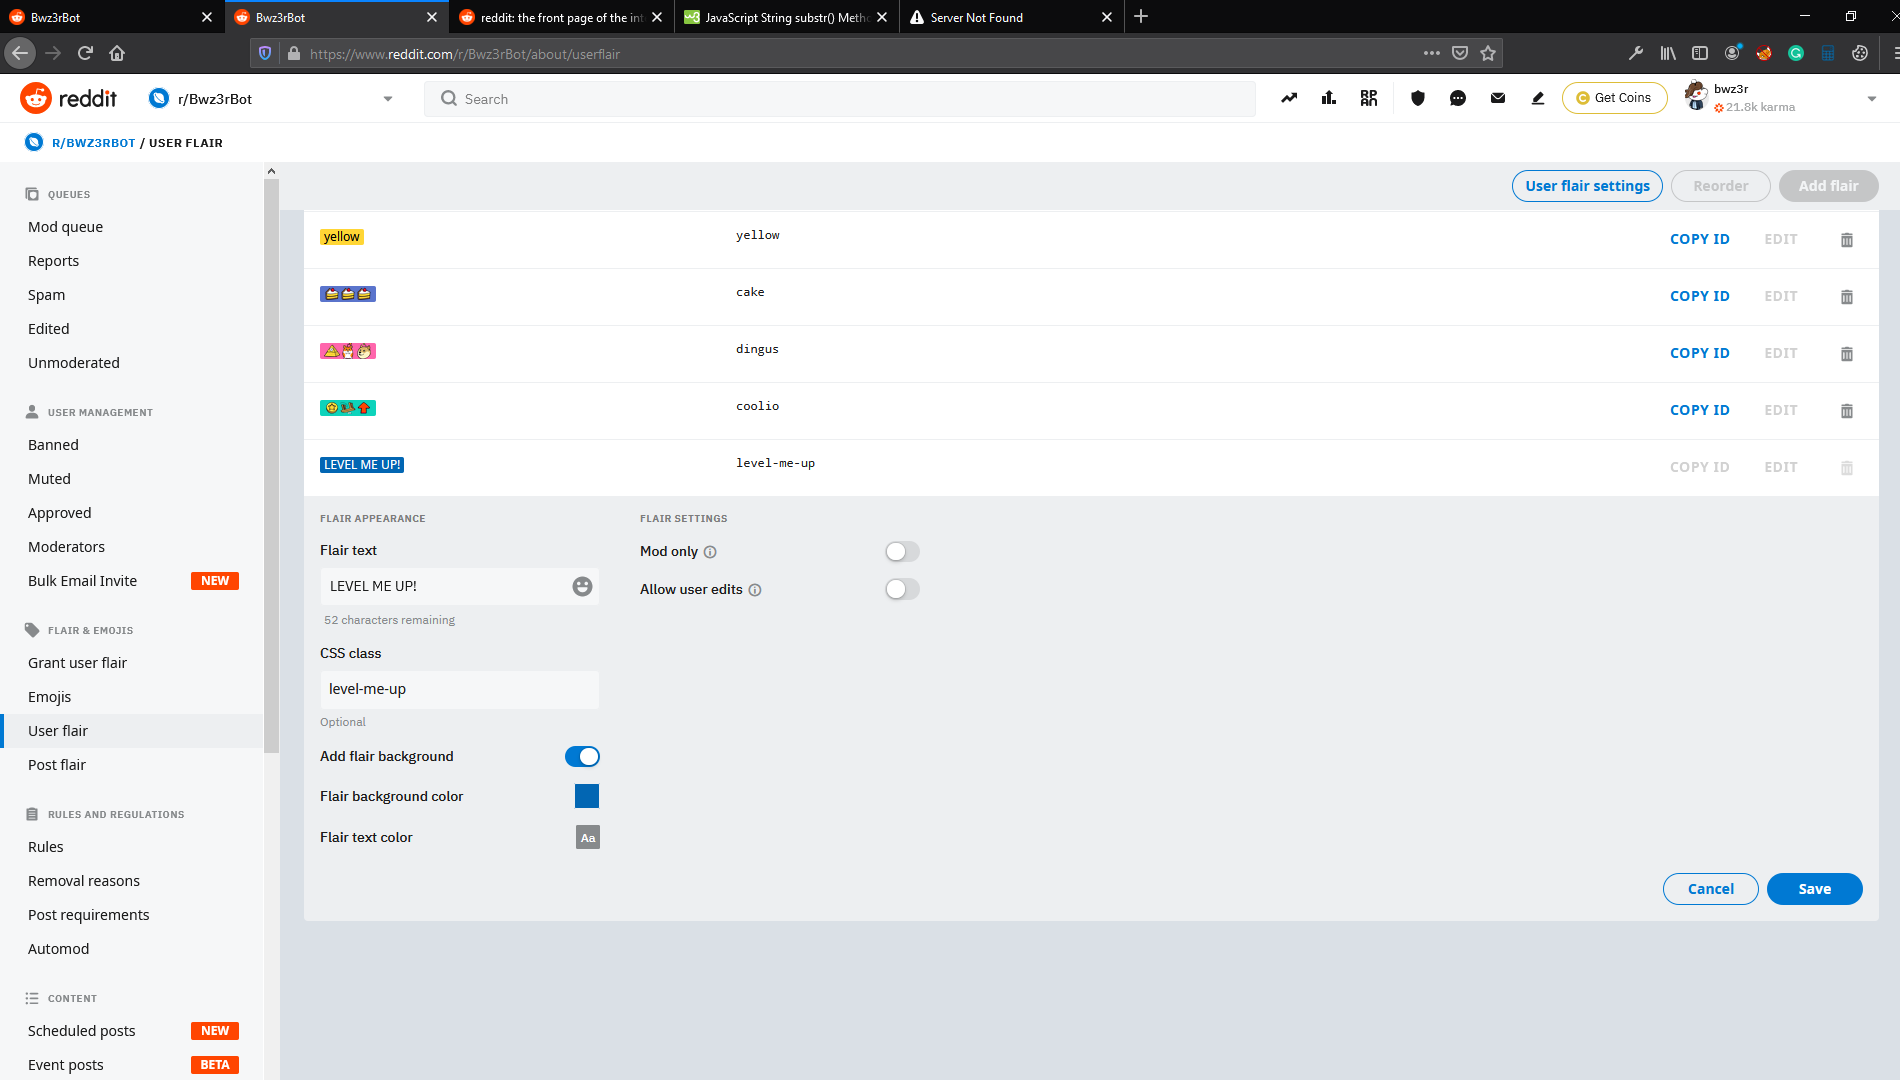 Bwz3rBot
Bwz3rBot
reddit: the front page of the int
JavaScript String substr() Meth
Server Not Found
https://www.reddit.com/r/Bwz3rBot/about/userflair
reddit
r/Bwz3rBot
Search
RPAN
Get Coins
bwz3r
21.8k karma
R/BWZ3RBOT / USER FLAIR
User flair settings
Reorder
Add flair
QUEUES
Mod queue
Reports
Spam
Edited
Unmoderated
USER MANAGEMENT
Banned
Muted
Approved
Moderators
Bulk Email Invite NEW
FLAIR & EMOJIS
Grant user flair
Emojis
User flair
Post flair
RULES AND REGULATIONS
Rules
Removal reasons
Post requirements
Automod
CONTENT
Scheduled posts NEW
Event posts BETA
yellow yellow COPY ID EDIT
cake COPY ID EDIT
dingus COPY ID EDIT
coolio COPY ID EDIT
LEVEL ME UP! level-me-up COPY ID EDIT
FLAIR APPEARANCE
Flair text
LEVEL ME UP!
52 characters remaining
CSS class
level-me-up
Optional
Add flair background
Flair background color
Flair text color Aa
FLAIR SETTINGS
Mod only
Allow user edits
Cancel
Save